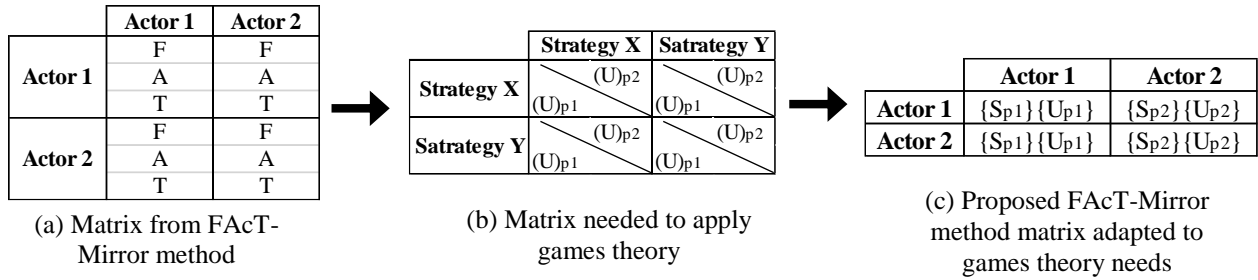 Actor 1 Actor 2
Actor 1
F F
A A
T T
Actor 2
F F
A A
T T
(a) Matrix from FAcT-
Mirror method
Strategy X Satrategy Y
Strategy X
(U)p2 (U)p2
(U)p1 (U)p1
Satrategy Y
(U)p2 (U)p2
(U)p1 (U)p1
(b) Matrix needed to apply
games theory
Actor 1 Actor 2
Actor 1 {Sp1}{Up1} {Sp2}{Up2}
Actor 2 {Sp1}{Up1} {Sp2}{Up2}
(c) Proposed FAcT-Mirror
method matrix adapted to
games theory needs